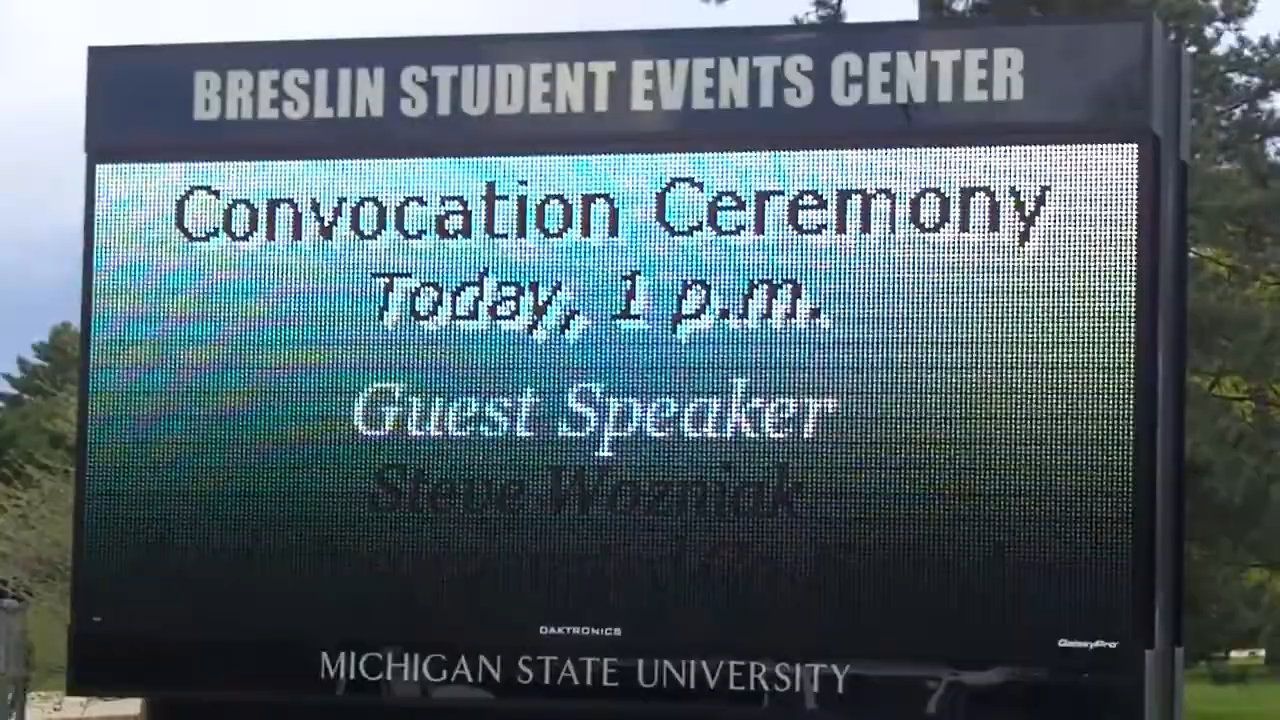 BRESLIN STUDENT EVENTS CENTER
Convocation Ceremony
Today, 1 p.m.
Guest Speaker
Steve Wozniak
DAKTRONICS
GalaxyPro
MICHIGAN STATE UNIVERSITY